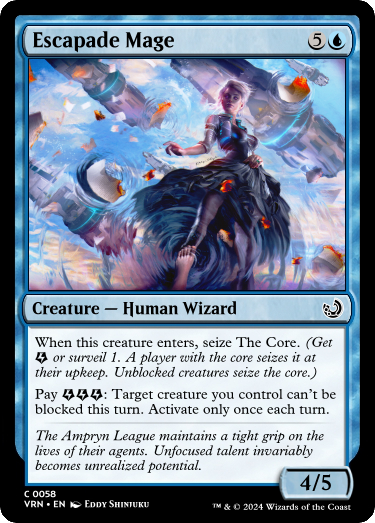 Escapade Mage 5
Creature — Human Wizard
When this creature enters, seize The Core. (Get
or surveil 1. A player with the core seizes it at
their upkeep. Unblocked creatures seize the core.)
Pay : Target creature you control can't be
blocked this turn. Activate only once each turn.
The Ampryn League maintains a tight grip on the
lives of their agents. Unfocused talent invariably
becomes unrealized potential.
4/5
C 0058
VRN • EN Eddy Shinjuku
™ & © 2024 Wizards of the Coast